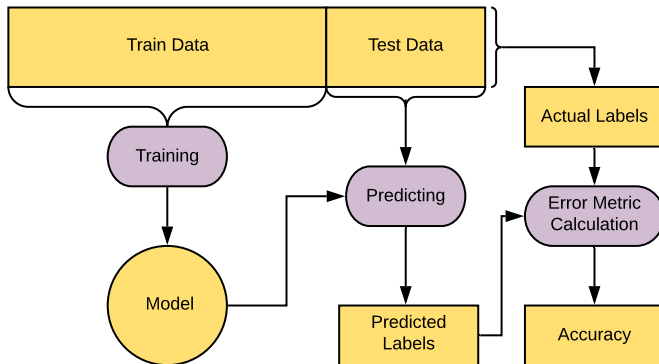 Train Data
Test Data
Actual Labels
Training
Predicting
Error Metric
Calculation
Model
Predicted
Labels
Accuracy